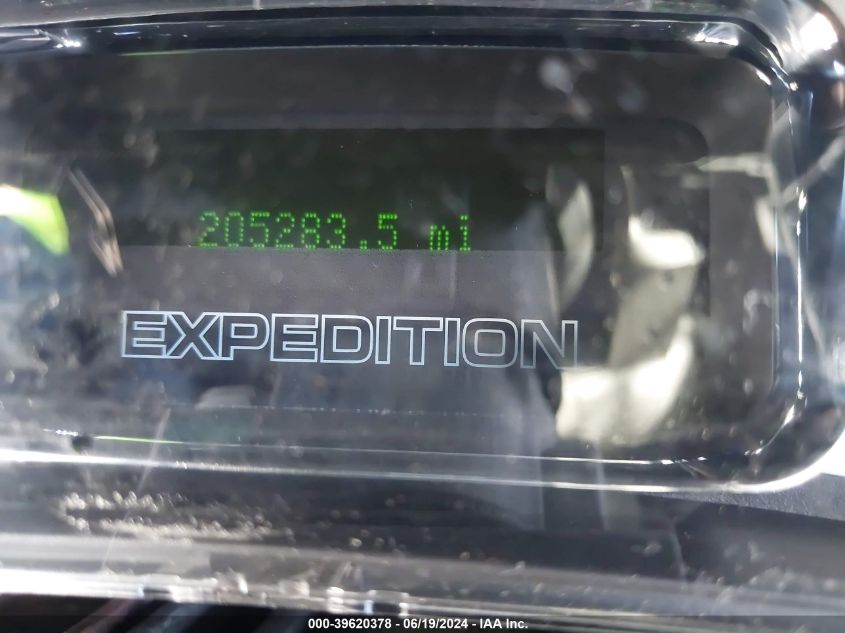 205283.5 mi
EXPEDITION
000-39620378 - 06/19/2024 - IAA Inc.